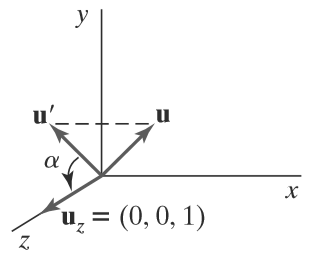 y
u′ u
α
x
u_z = (0, 0, 1)
z